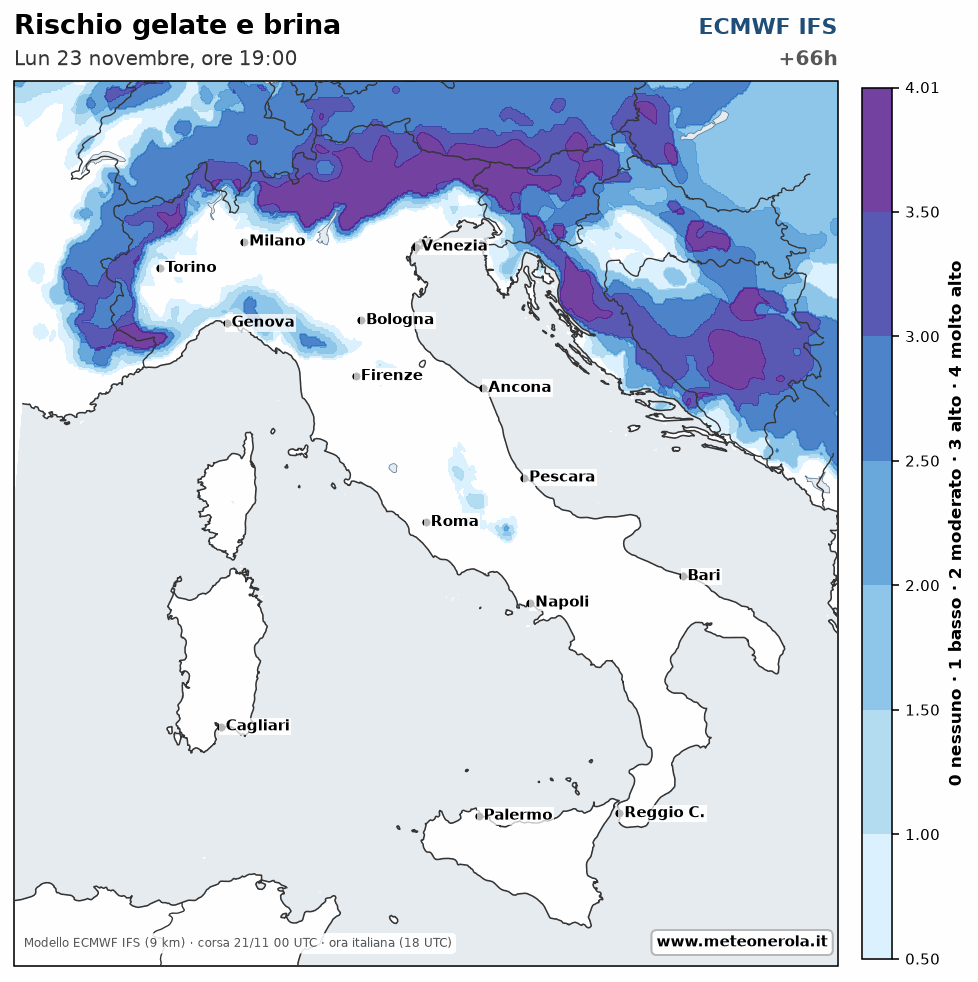 Rischio gelate e brina
ECMWF IFS
Lun 23 novembre, ore 19:00
+66h
4.01
3.50
3.00
2.50
2.00
1.50
1.00
0.50
0 nessuno · 1 basso · 2 moderato · 3 alto · 4 molto alto
Milano
Venezia
Torino
Genova
Bologna
Firenze
Ancona
Pescara
Roma
Bari
Napoli
Cagliari
Palermo
Reggio C.
Modello ECMWF IFS (9 km) · corsa 21/11 00 UTC · ora italiana (18 UTC)
www.meteonerola.it